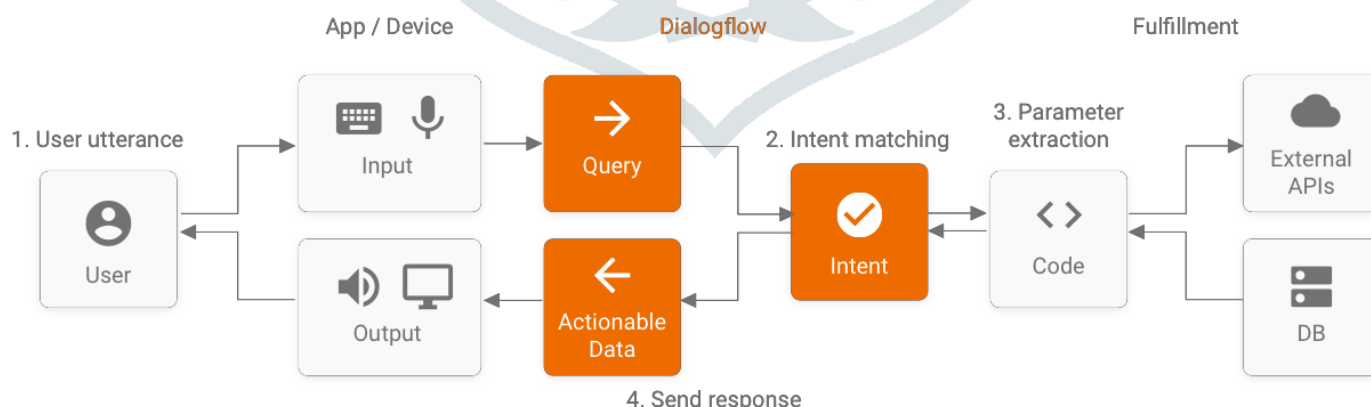 App / Device
Dialogflow
Fulfillment
1. User utterance
Input
Query
2. Intent matching
3. Parameter
extraction
External
APIs
User
Output
Actionable
Data
Intent
Code
DB
4. Send response